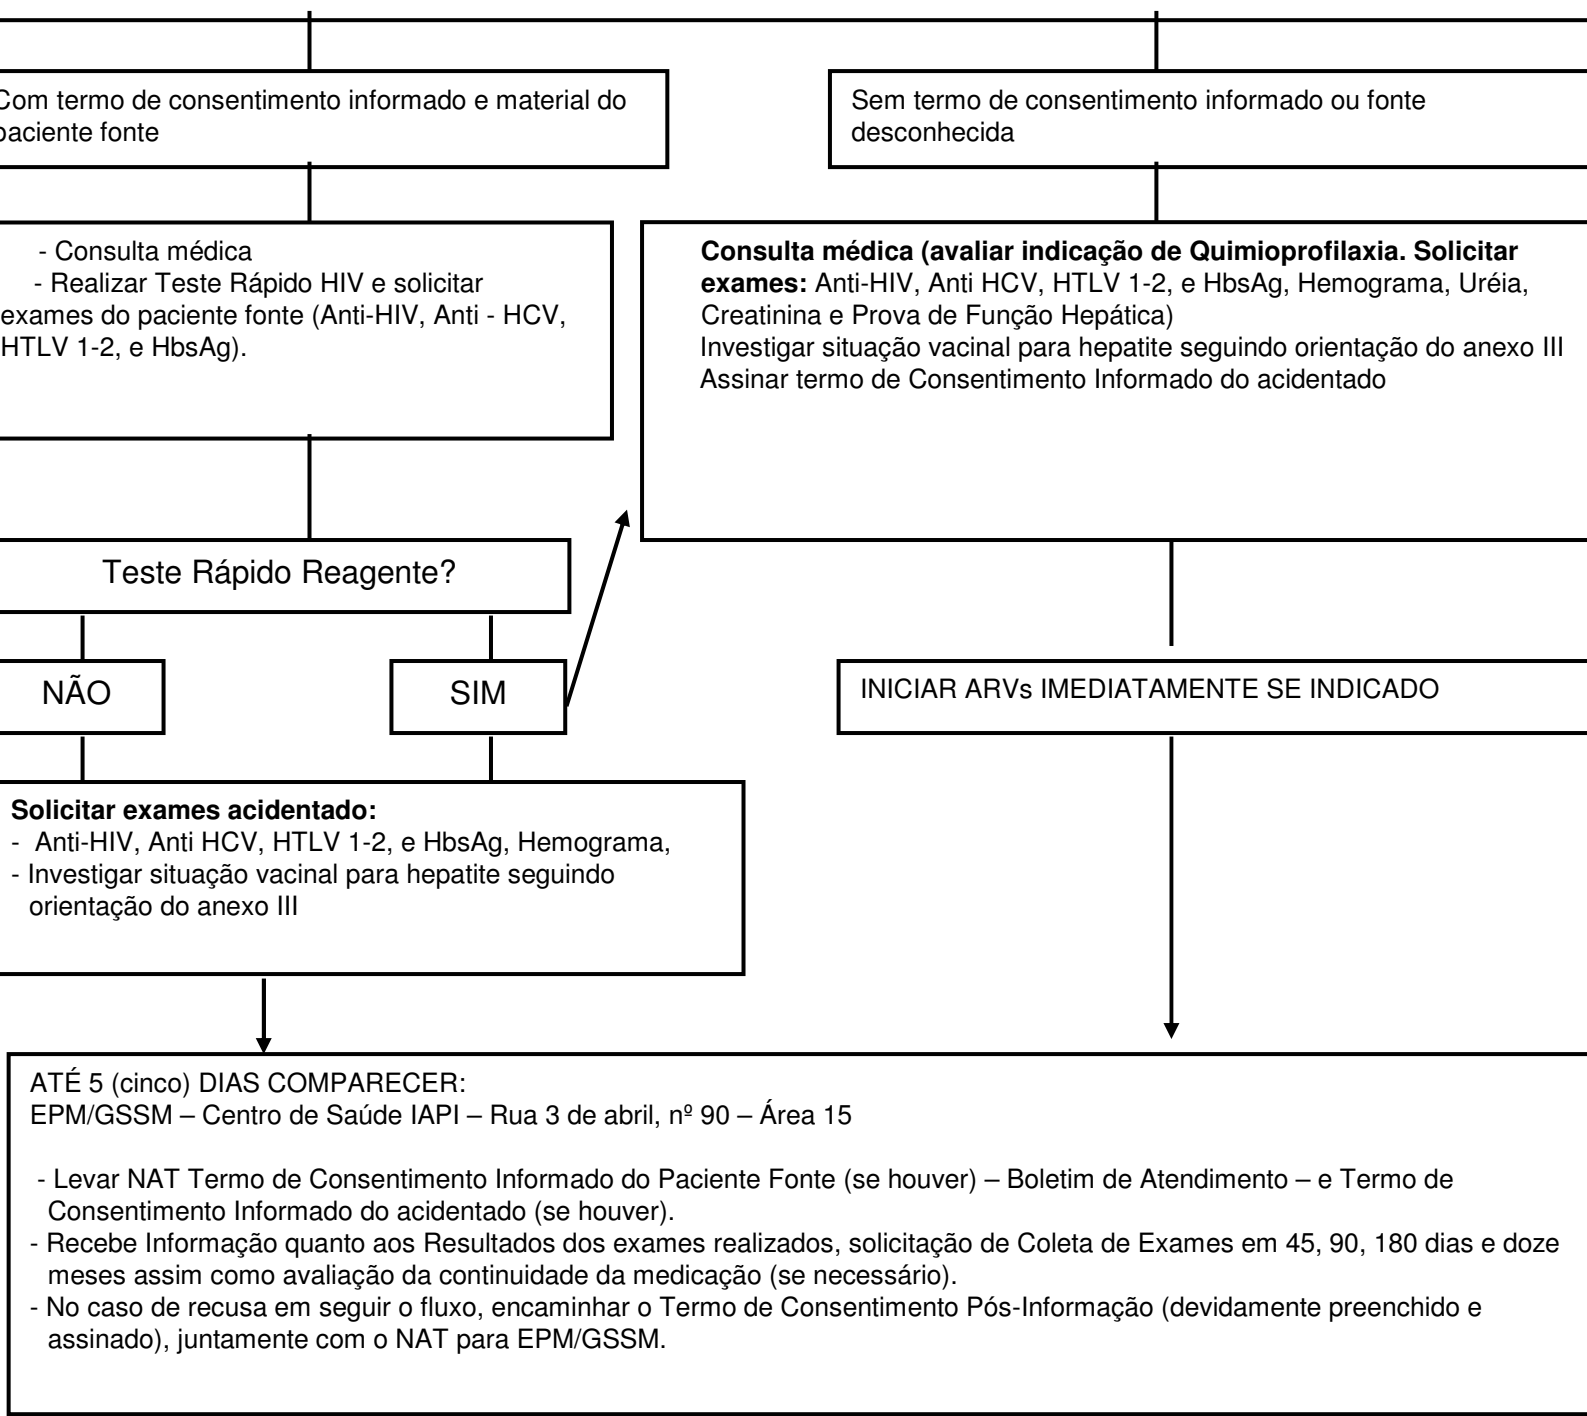 Com termo de consentimento informado e material do
paciente fonte
Sem termo de consentimento informado ou fonte
desconhecida
- Consulta médica
- Realizar Teste Rápido HIV e solicitar
exames do paciente fonte (Anti-HIV, Anti - HCV,
HTLV 1-2, e HbsAg).
Consulta médica (avaliar indicação de Quimioprofilaxia. Solicitar
exames: Anti-HIV, Anti HCV, HTLV 1-2, e HbsAg, Hemograma, Uréia,
Creatinina e Prova de Função Hepática)
Investigar situação vacinal para hepatite seguindo orientação do anexo III
Assinar termo de Consentimento Informado do acidentado
Teste Rápido Reagente?
NÃO
SIM
INICIAR ARVs IMEDIATAMENTE SE INDICADO
Solicitar exames acidentado:
- Anti-HIV, Anti HCV, HTLV 1-2, e HbsAg, Hemograma,
- Investigar situação vacinal para hepatite seguindo
orientação do anexo III
ATÉ 5 (cinco) DIAS COMPARECER:
EPM/GSSM – Centro de Saúde IAPI – Rua 3 de abril, nº 90 – Área 15
- Levar NAT Termo de Consentimento Informado do Paciente Fonte (se houver) – Boletim de Atendimento – e Termo de
Consentimento Informado do acidentado (se houver).
- Recebe Informação quanto aos Resultados dos exames realizados, solicitação de Coleta de Exames em 45, 90, 180 dias e doze
meses assim como avaliação da continuidade da medicação (se necessário).
- No caso de recusa em seguir o fluxo, encaminhar o Termo de Consentimento Pós-Informação (devidamente preenchido e
assinado), juntamente com o NAT para EPM/GSSM.